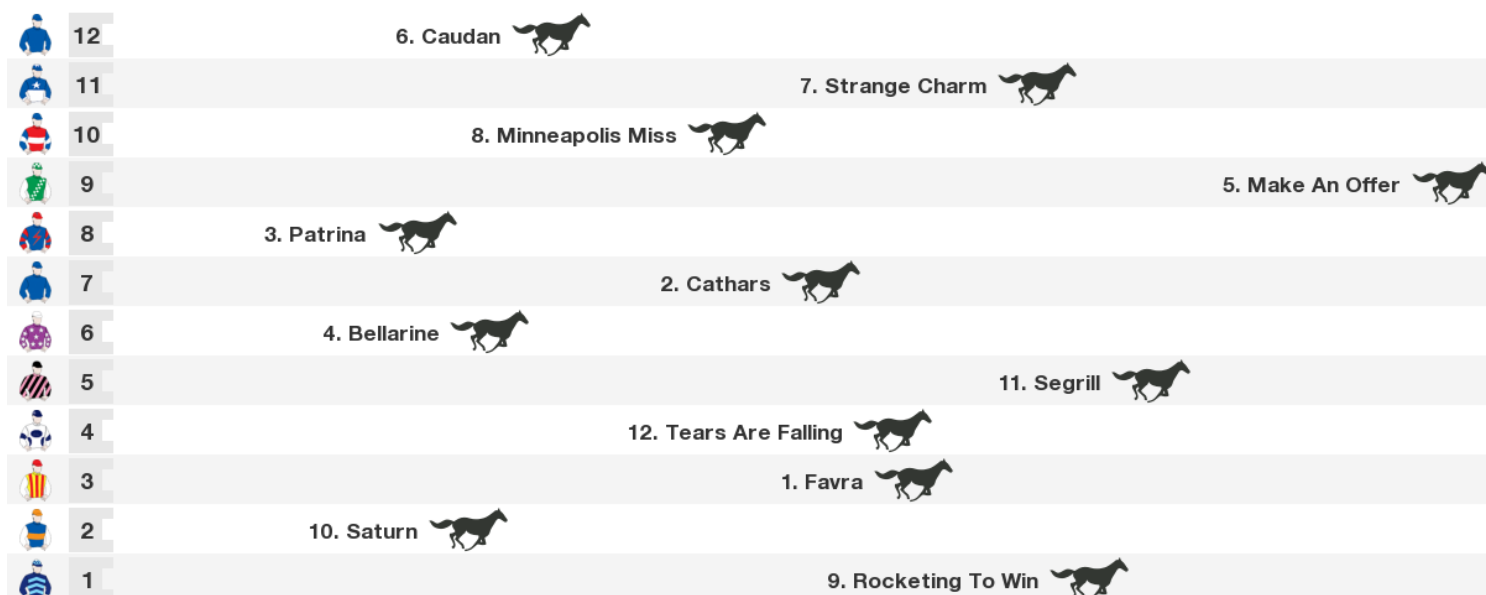 12 6. Caudan
11 7. Strange Charm
10 8. Minneapolis Miss
9 5. Make An Offer
8 3. Patrina
7 2. Cathars
6 4. Bellarine
5 11. Segrill
4 12. Tears Are Falling
3 1. Favra
2 10. Saturn
1 9. Rocketing To Win